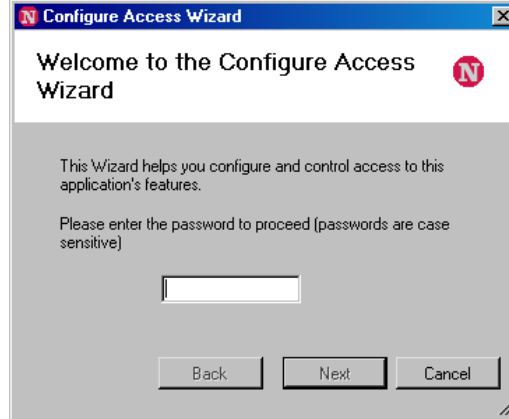 N Configure Access Wizard
Welcome to the Configure Access
Wizard
N
This Wizard helps you configure and control access to this
application's features.
Please enter the password to proceed (passwords are case
sensitive)
Back Next Cancel